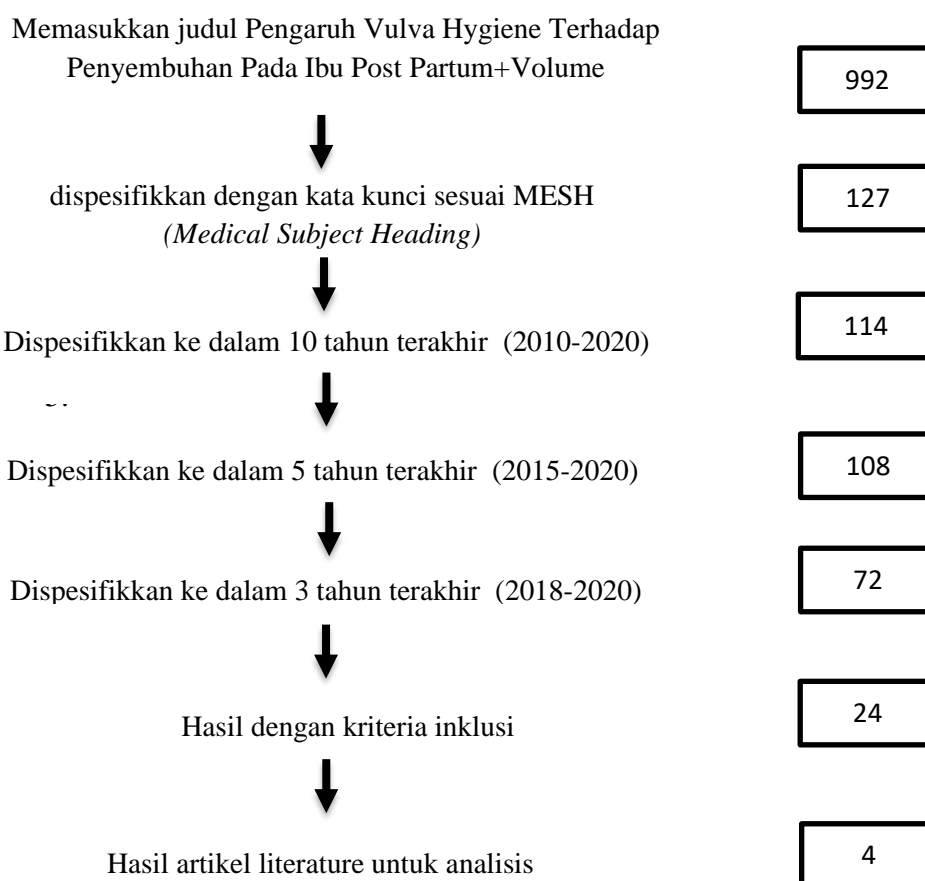 Memasukkan judul Pengaruh Vulva Hygiene Terhadap
Penyembuhan Pada Ibu Post Partum+Volume
992
dispesifikkan dengan kata kunci sesuai MESH
(Medical Subject Heading)
127
Dispesifikkan ke dalam 10 tahun terakhir (2010-2020)
114
Dispesifikkan ke dalam 5 tahun terakhir (2015-2020)
108
Dispesifikkan ke dalam 3 tahun terakhir (2018-2020)
72
Hasil dengan kriteria inklusi
24
Hasil artikel literature untuk analisis
4